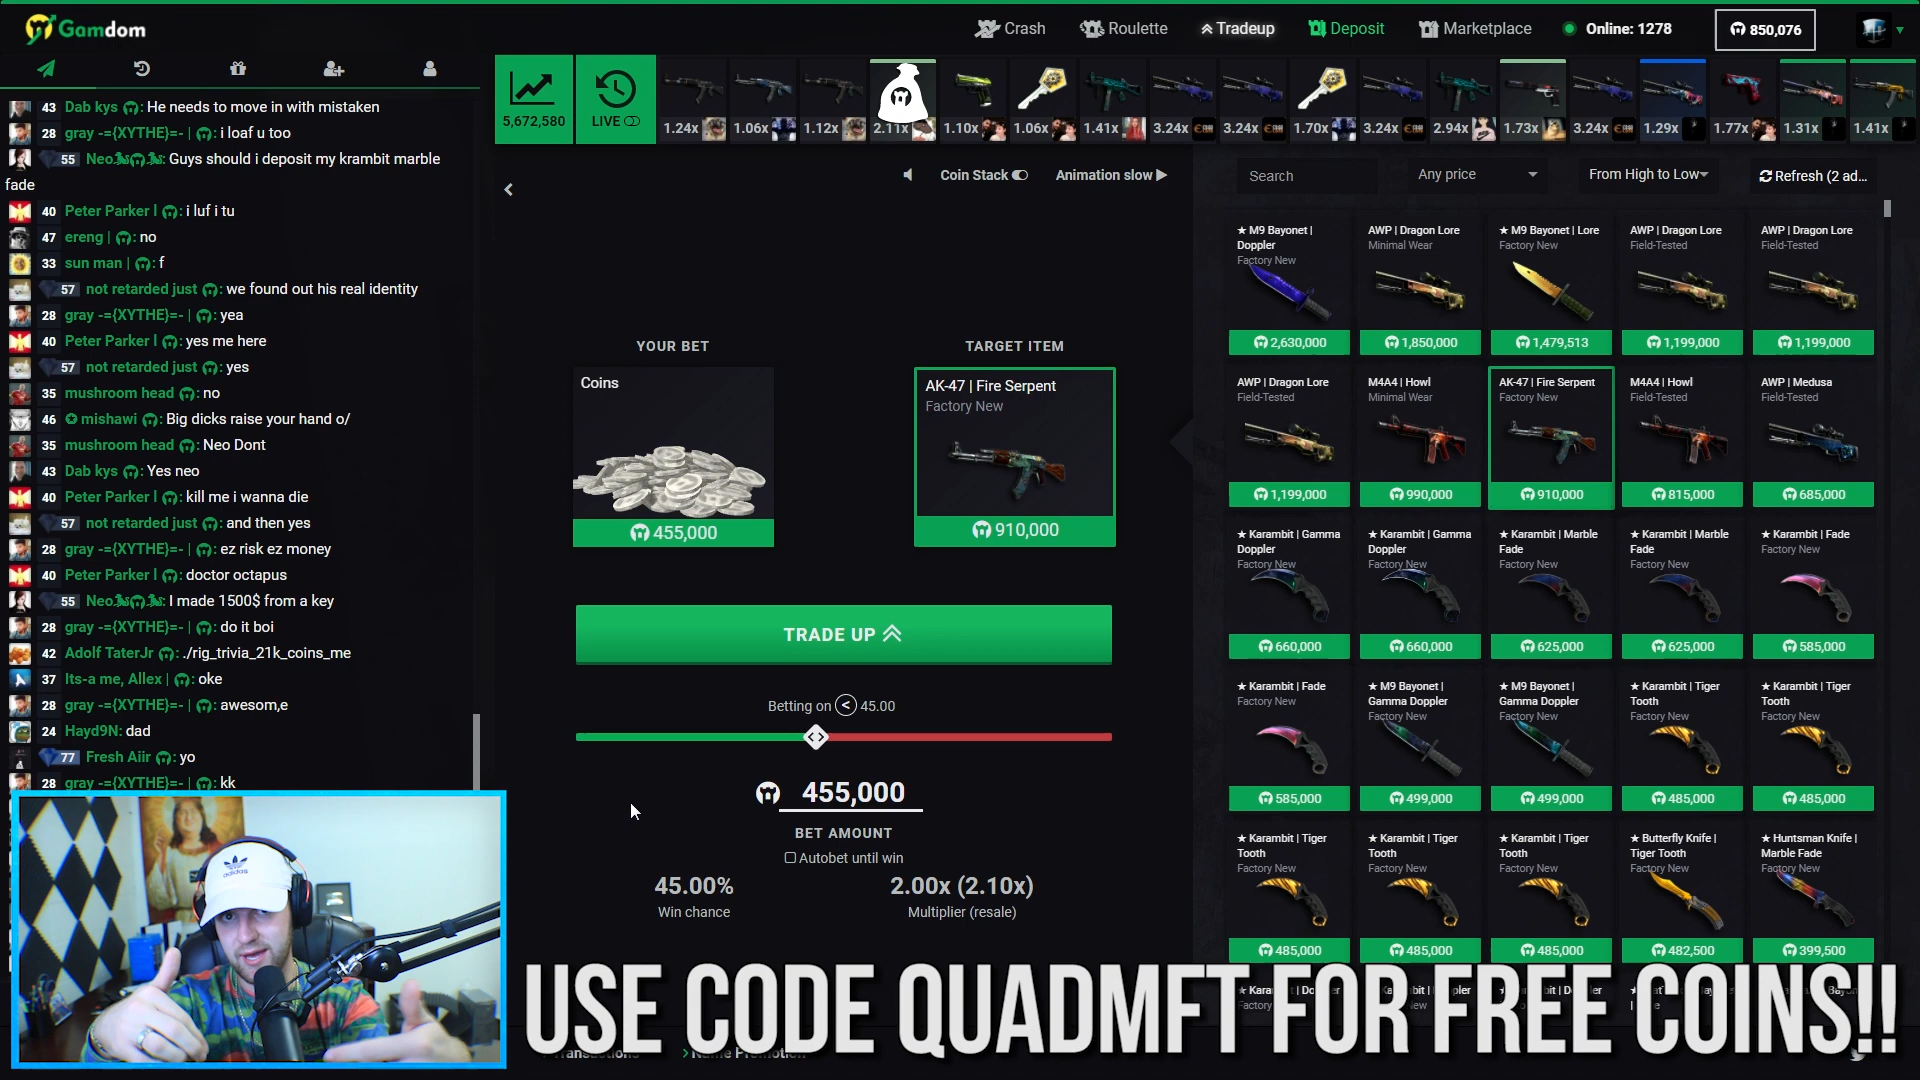 Gamdom
Crash
Roulette
Tradeup
Deposit
Marketplace
Online: 1278
850,076
43 Dab kys : He needs to move in with mistaken
28 gray -={XYTHE}=- | : i loaf u too
55 Neo : Guys should i deposit my krambit marble
fade
40 Peter Parker l : i luf i tu
47 ereng | : no
33 sun man | : f
57 not retarded just : we found out his real identity
28 gray -={XYTHE}=- | : yea
40 Peter Parker l : yes me here
57 not retarded just : yes
35 mushroom head : no
46 mishawi : Big dicks raise your hand o/
35 mushroom head : Neo Dont
43 Dab kys : Yes neo
40 Peter Parker l : kill me i wanna die
57 not retarded just : and then yes
28 gray -={XYTHE}=- | : ez risk ez money
40 Peter Parker l : doctor octapus
55 Neo : I made 1500$ from a key
28 gray -={XYTHE}=- | : do it boi
42 Adolf TaterJr : ./rig_trivia_21k_coins_me
37 Its-a me, Allex | : oke
28 gray -={XYTHE}=- | : awesom,e
24 Hayd9N: dad
77 Fresh Aiir : yo
28 gray -={XYTHE}=- | : kk
5,672,580
LIVE
1.24x 1.06x 1.12x 2.11x 1.10x 1.06x 1.41x 3.24x 3.24x 1.70x 3.24x 2.94x 1.73x 3.24x 1.29x 1.77x 1.31x 1.41x
Coin Stack
Animation slow
YOUR BET
Coins
455,000
TARGET ITEM
AK-47 | Fire Serpent
Factory New
910,000
TRADE UP
Betting on < 45.00
455,000
BET AMOUNT
Autobet until win
45.00%
Win chance
2.00x (2.10x)
Multiplier (resale)
Search
Any price
From High to Low
Refresh (2 ad...
★ M9 Bayonet |
Doppler
Factory New
2,630,000
AWP | Dragon Lore
Minimal Wear
1,850,000
★ M9 Bayonet | Lore
Factory New
1,479,513
AWP | Dragon Lore
Field-Tested
1,199,000
AWP | Dragon Lore
Field-Tested
1,199,000
AWP | Dragon Lore
Field-Tested
1,199,000
M4A4 | Howl
Minimal Wear
990,000
AK-47 | Fire Serpent
Factory New
910,000
M4A4 | Howl
Field-Tested
815,000
AWP | Medusa
Field-Tested
685,000
★ Karambit | Gamma
Doppler
Factory New
660,000
★ Karambit | Gamma
Doppler
Factory New
660,000
★ Karambit | Marble
Fade
Factory New
625,000
★ Karambit | Marble
Fade
Factory New
625,000
★ Karambit | Fade
Factory New
585,000
★ Karambit | Fade
Factory New
585,000
★ M9 Bayonet |
Gamma Doppler
Factory New
499,000
★ M9 Bayonet |
Gamma Doppler
Factory New
499,000
★ Karambit | Tiger
Tooth
Factory New
485,000
★ Karambit | Tiger
Tooth
Factory New
485,000
★ Karambit | Tiger
Tooth
Factory New
485,000
★ Karambit | Tiger
Tooth
Factory New
485,000
★ Karambit | Tiger
Tooth
Factory New
485,000
★ Butterfly Knife |
Tiger Tooth
Factory New
482,500
★ Huntsman Knife |
Marble Fade
Factory New
399,500
adidas
USE CODE QUADMFT FOR FREE COINS!!